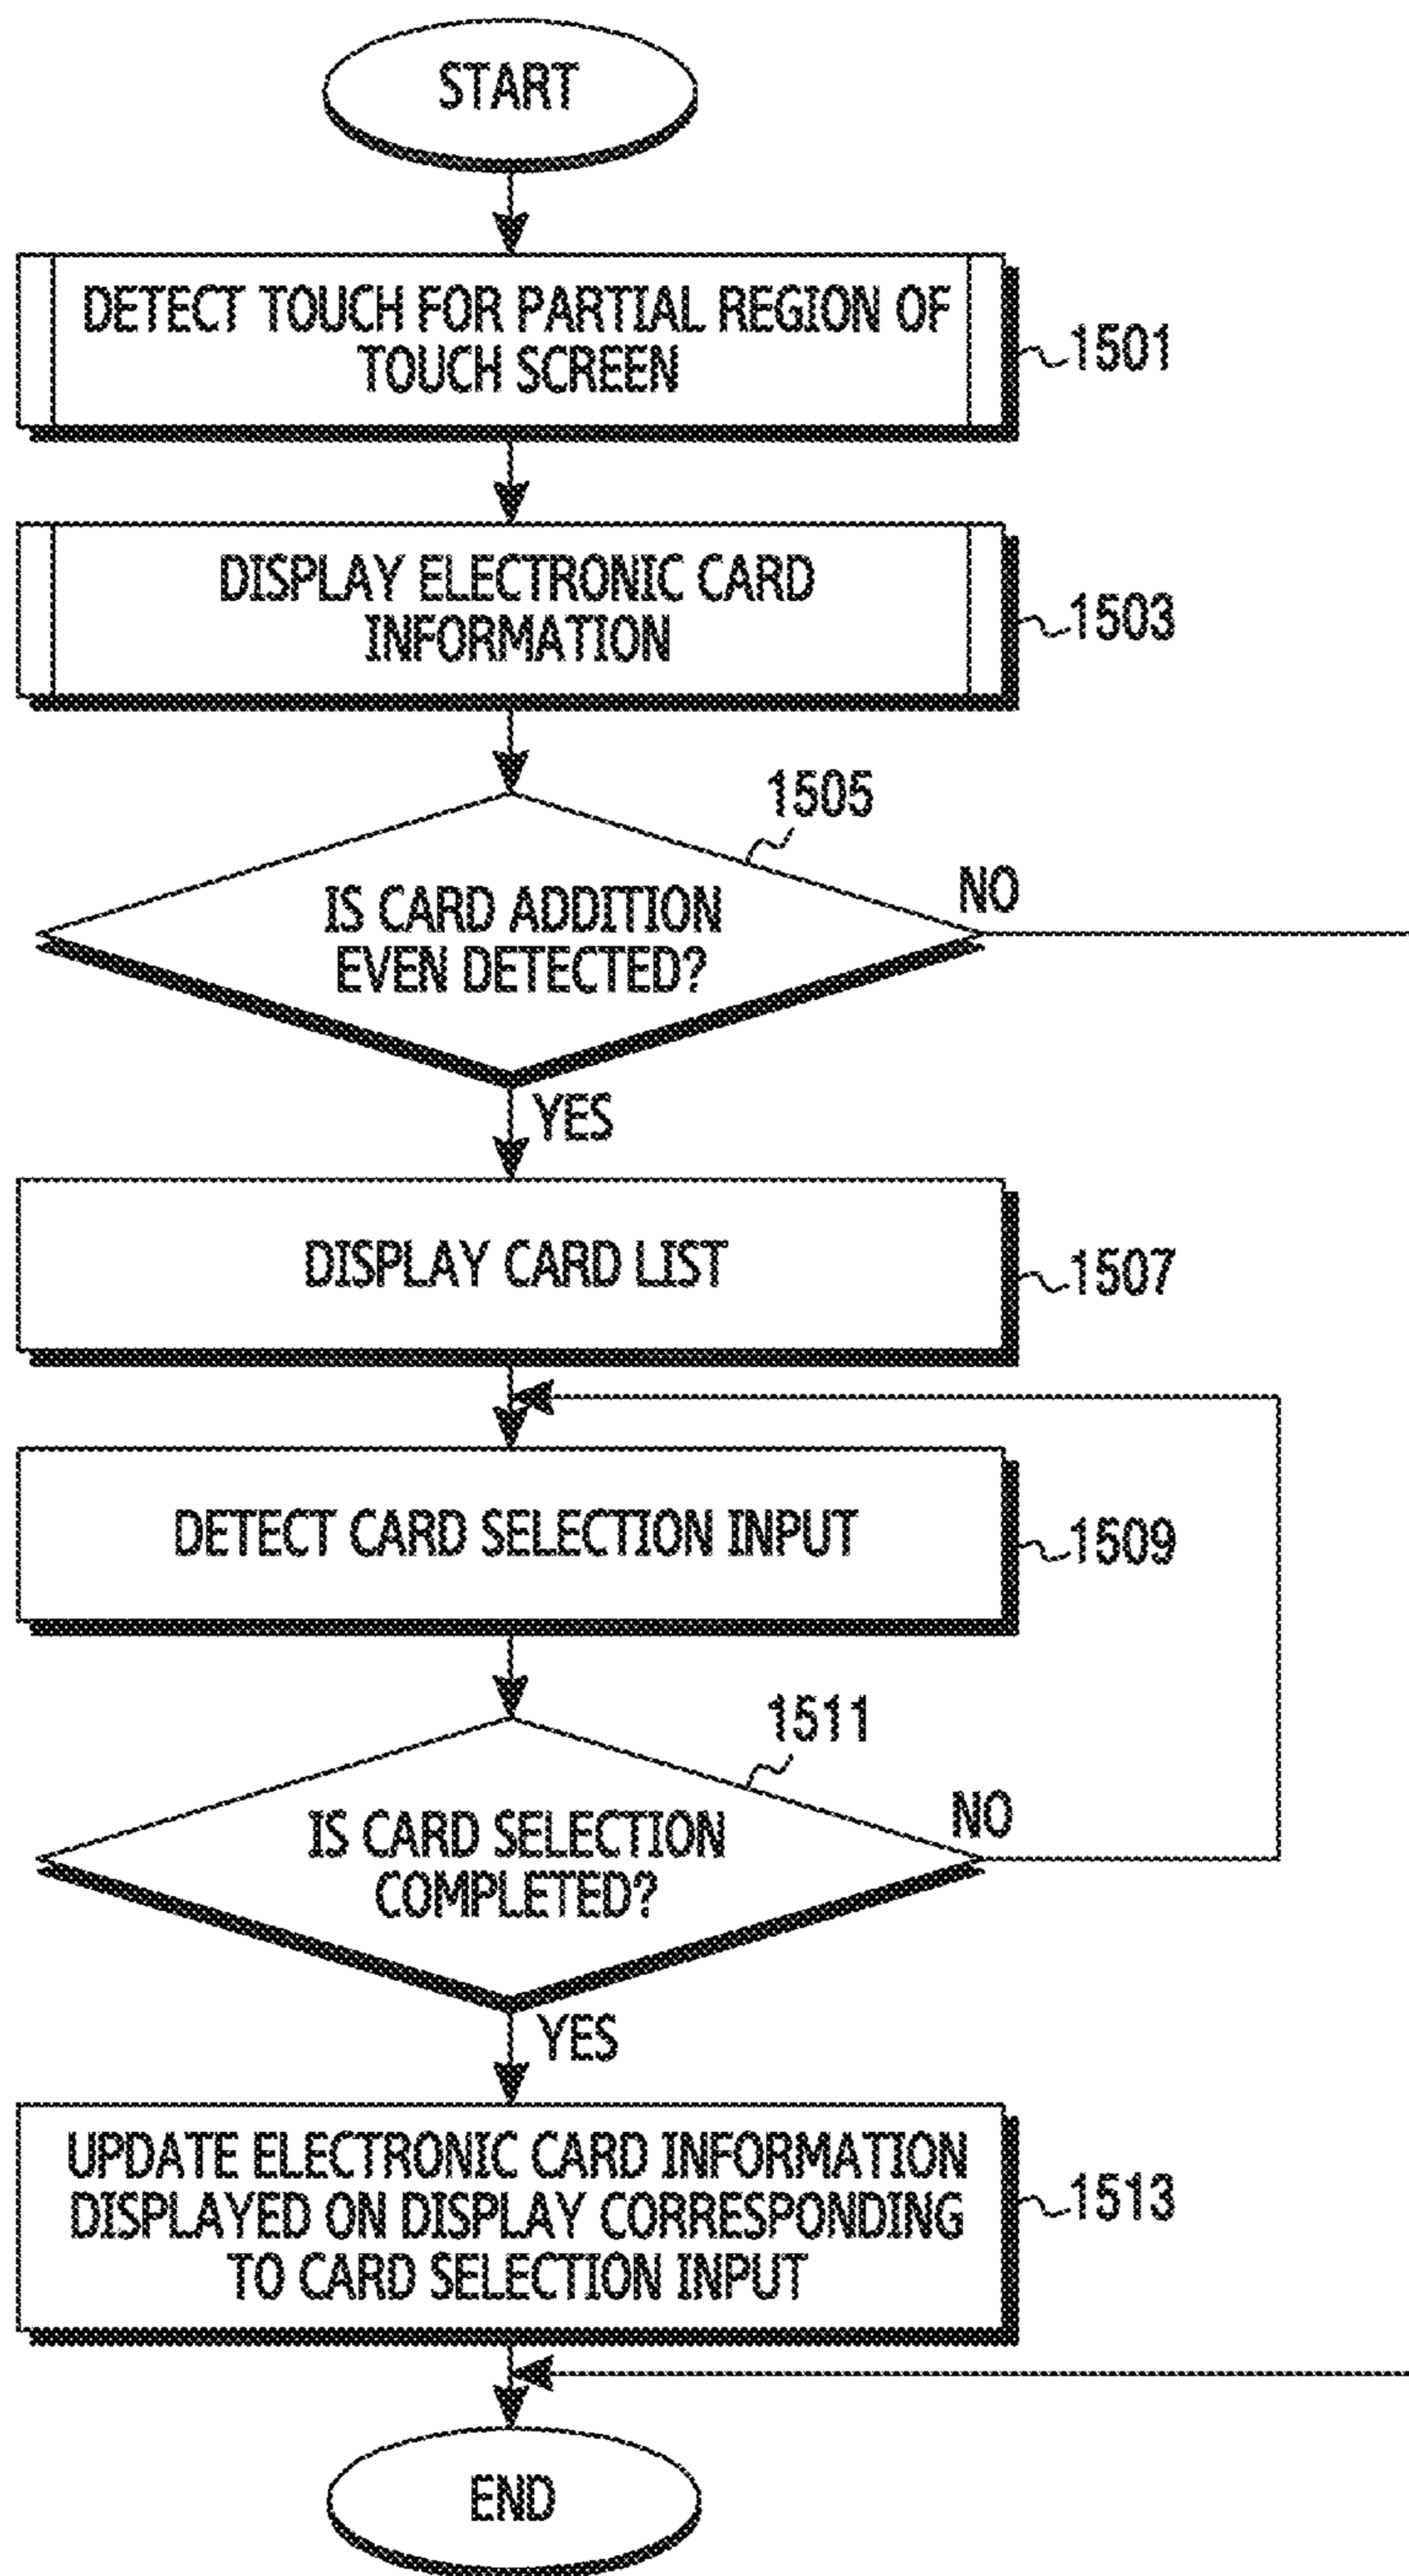 START
DETECT TOUCH FOR PARTIAL REGION OF
TOUCH SCREEN
1501
DISPLAY ELECTRONIC CARD
INFORMATION
1503
1505
IS CARD ADDITION
EVEN DETECTED?
NO
YES
DISPLAY CARD LIST
1507
DETECT CARD SELECTION INPUT
1509
1511
IS CARD SELECTION
COMPLETED?
NO
YES
UPDATE ELECTRONIC CARD INFORMATION
DISPLAYED ON DISPLAY CORRESPONDING
TO CARD SELECTION INPUT
1513
END